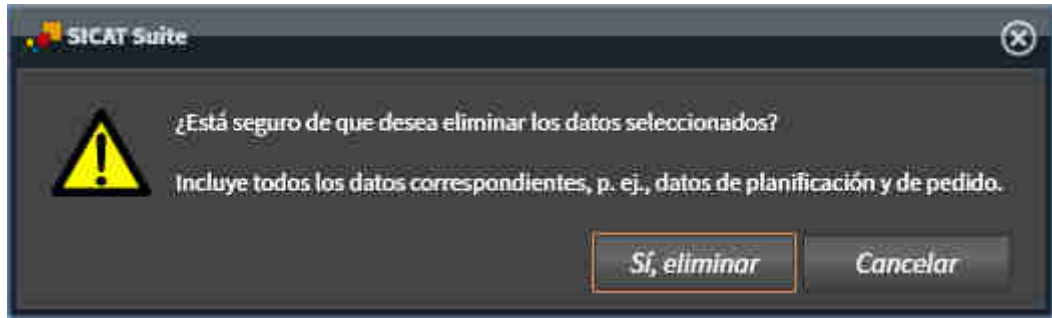 SICAT Suite
¿Está seguro de que desea eliminar los datos seleccionados?
Incluye todos los datos correspondientes, p. ej., datos de planificación y de pedido.
Sí, eliminar
Cancelar